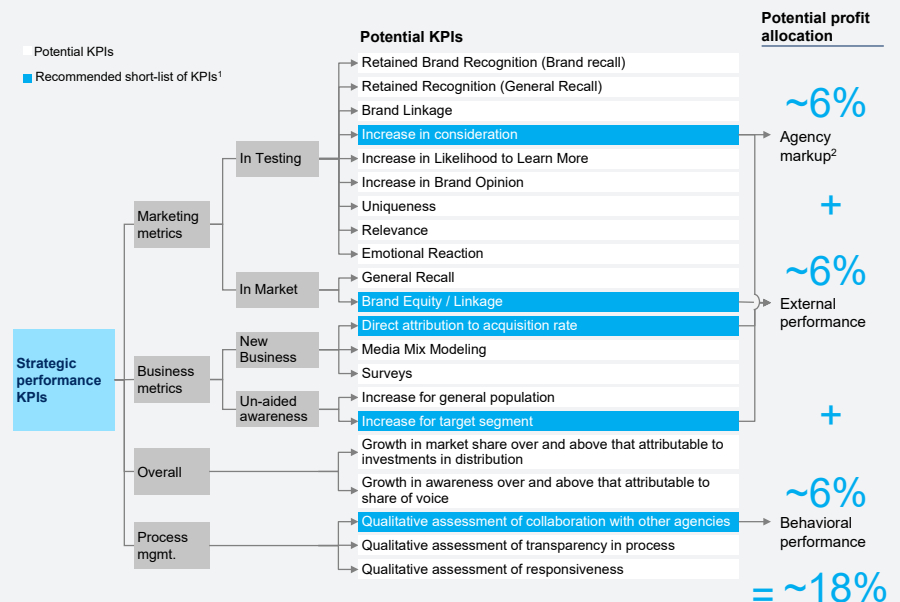 Potential profit
allocation
Potential KPIs
Potential KPIs
Recommended short-list of KPIs¹
Retained Brand Recognition (Brand recall)
Retained Recognition (General Recall)
Brand Linkage
Increase in consideration
Increase in Likelihood to Learn More
Increase in Brand Opinion
Uniqueness
Relevance
Emotional Reaction
General Recall
Brand Equity / Linkage
Direct attribution to acquisition rate
Media Mix Modeling
Surveys
Increase for general population
Increase for target segment
Growth in market share over and above that attributable to
investments in distribution
Growth in awareness over and above that attributable to
share of voice
Qualitative assessment of collaboration with other agencies
Qualitative assessment of transparency in process
Qualitative assessment of responsiveness
In Testing
In Market
New
Business
Un-aided
awareness
Marketing
metrics
Business
metrics
Overall
Process
mgmt.
Strategic
performance
KPIs
~6%
Agency
markup²
+
~6%
External
performance
+
~6%
Behavioral
performance
= ~18%